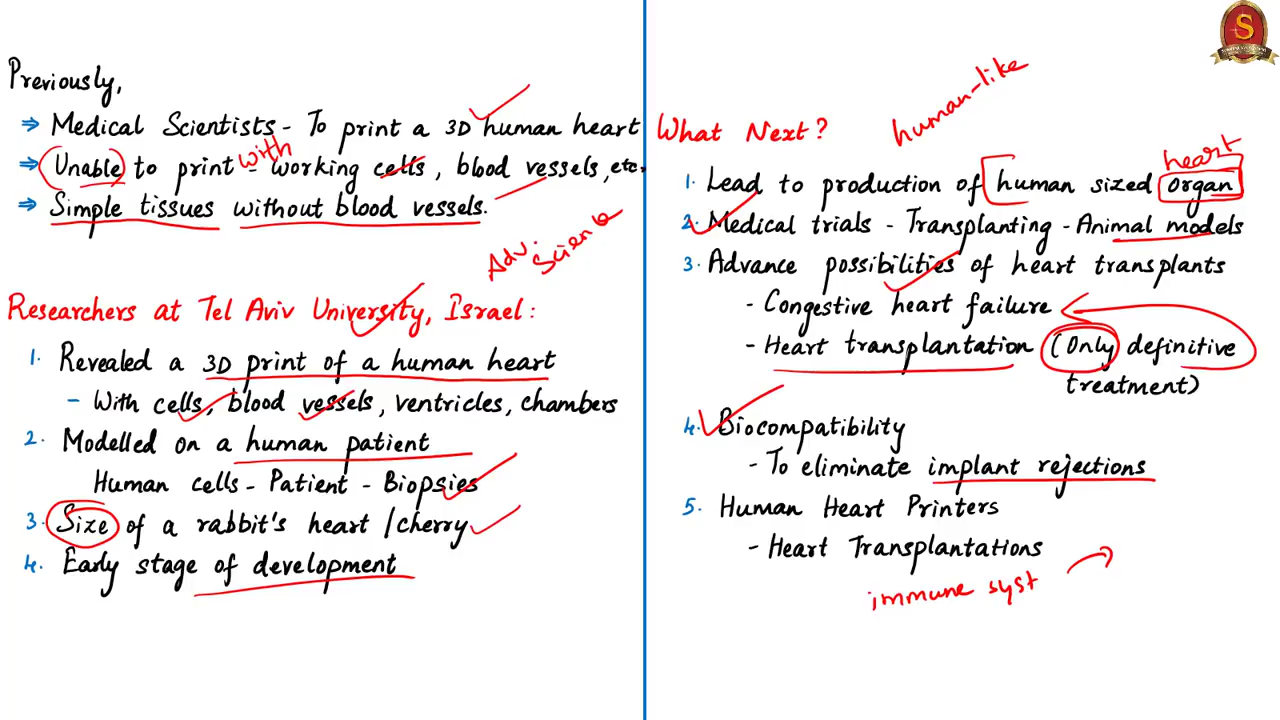 Previously,
⇒ Medical Scientists - To print a 3D human heart
⇒ Unable to print - with working cells, blood vessels, etc.
⇒ Simple tissues without blood vessels.
Adv. Science
Researchers at Tel Aviv University, Israel:
1. Revealed a 3D print of a human heart
- With cells, blood vessels, ventricles, chambers
2. Modelled on a human patient
Human cells - Patient - Biopsies
3. Size of a rabbit's heart / cherry
4. Early stage of development
human-like
What Next?
heart
1. Lead to production of human sized organ
2. Medical trials - Transplanting - Animal models
3. Advance possibilities of heart transplants
- Congestive heart failure
- Heart transplantation (Only definitive
treatment)
4. Biocompatibility
- To eliminate implant rejections
5. Human Heart Printers
- Heart Transplantations
immune syst
S